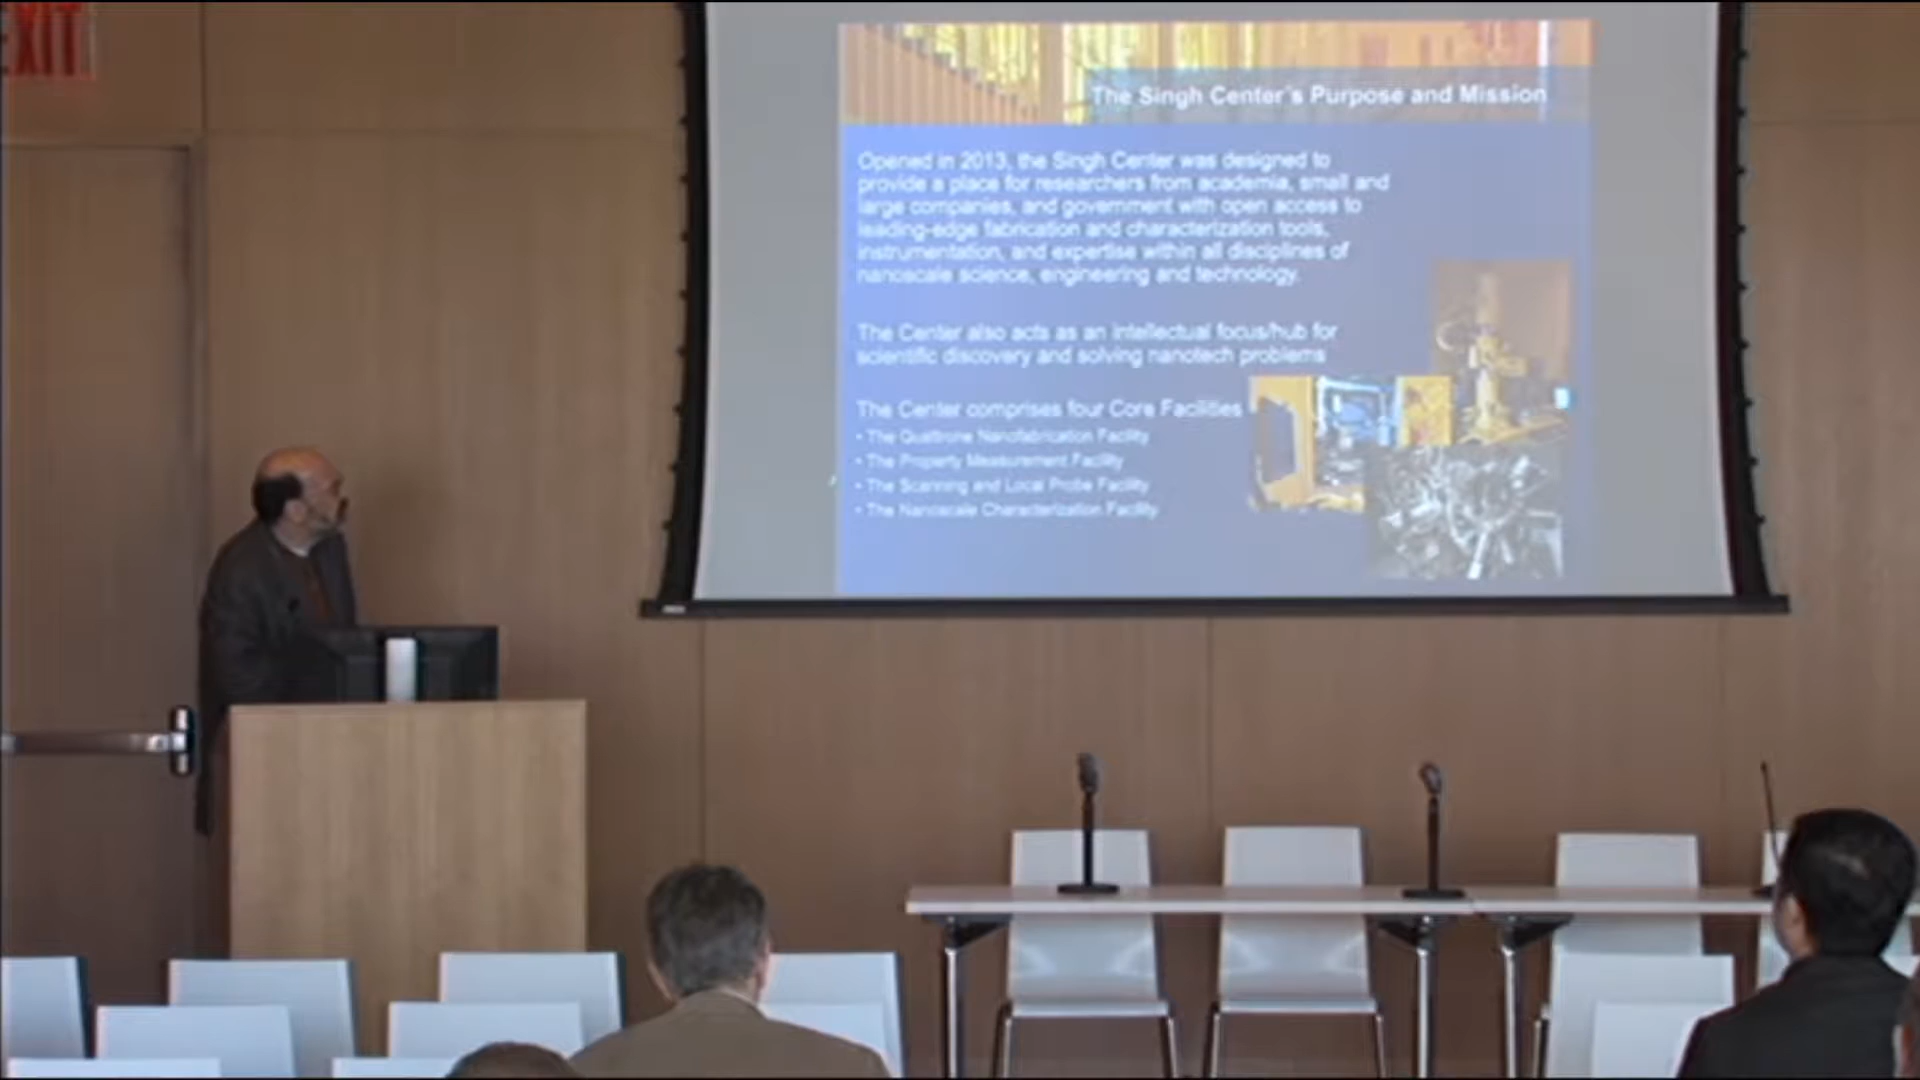 EXIT
The Singh Center's Purpose and Mission
Opened in 2013, the Singh Center was designed to
provide a place for researchers from academia, small and
large companies, and government with open access to
leading-edge fabrication and characterization tools,
instrumentation, and expertise within all disciplines of
nanoscale science, engineering and technology.
The Center also acts as an intellectual focus/hub for
scientific discovery and solving nanotech problems
The Center comprises four Core Facilities
• The Quattrone Nanofabrication Facility
• The Property Measurement Facility
• The Scanning and Local Probe Facility
• The Nanoscale Characterization Facility